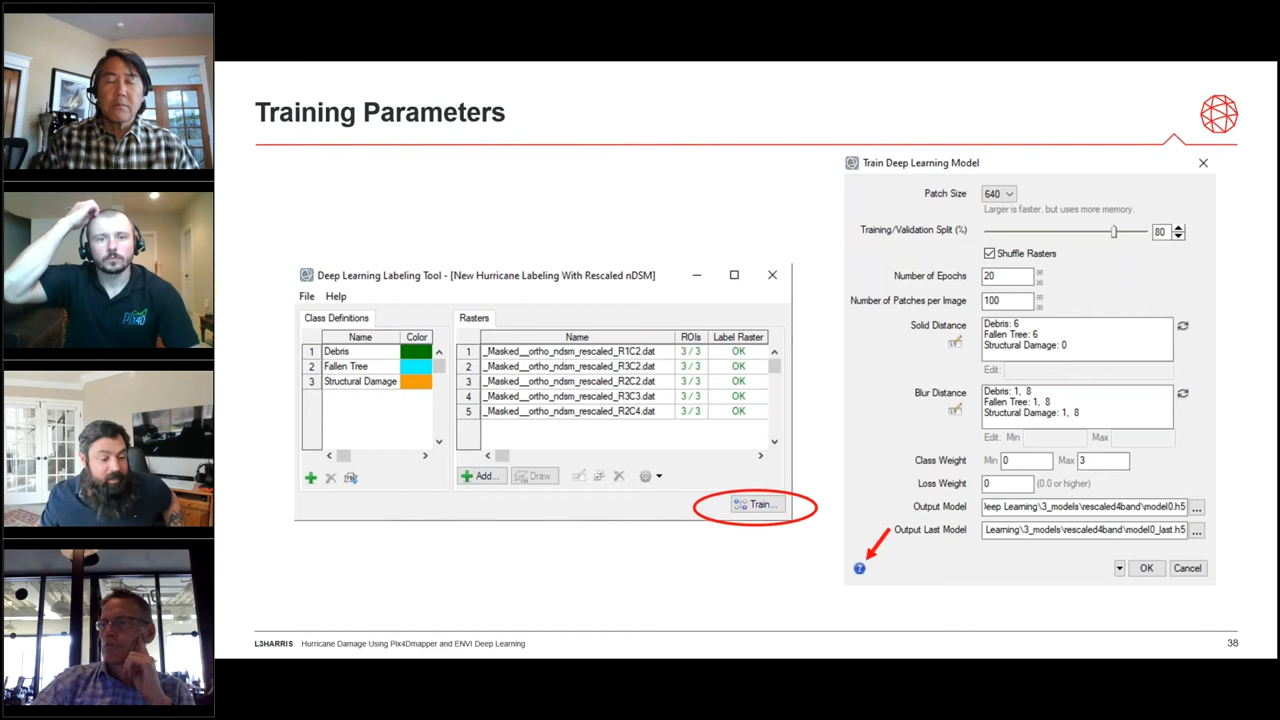 Training Parameters
PIX4D
Deep Learning Labeling Tool - [New Hurricane Labeling With Rescaled nDSM]
File Help
Class Definitions
Name Color
1 Debris
2 Fallen Tree
3 Structural Damage
Rasters
Name ROIs Label Raster
1 _Masked__ortho_ndsm_rescaled_R1C2.dat 3 / 3 OK
2 _Masked__ortho_ndsm_rescaled_R3C2.dat 3 / 3 OK
3 _Masked__ortho_ndsm_rescaled_R2C2.dat 3 / 3 OK
4 _Masked__ortho_ndsm_rescaled_R3C3.dat 3 / 3 OK
5 _Masked__ortho_ndsm_rescaled_R2C4.dat 3 / 3 OK
Add... Draw
Train...
Train Deep Learning Model
Patch Size 640
Larger is faster, but uses more memory.
Training/Validation Split (%) 80
Shuffle Rasters
Number of Epochs 20
Number of Patches per Image 100
Solid Distance
Debris: 6
Fallen Tree: 6
Structural Damage: 0
Edit:
Blur Distance
Debris: 1, 8
Fallen Tree: 1, 8
Structural Damage: 1, 8
Edit: Min Max
Class Weight Min 0 Max 3
Loss Weight 0 (0.0 or higher)
Output Model Deep Learning\3_models\rescaled4band\model0.h5 ...
Output Last Model Learning\3_models\rescaled4band\model0_last.h5 ...
?
OK Cancel
L3HARRIS Hurricane Damage Using Pix4Dmapper and ENVI Deep Learning 38